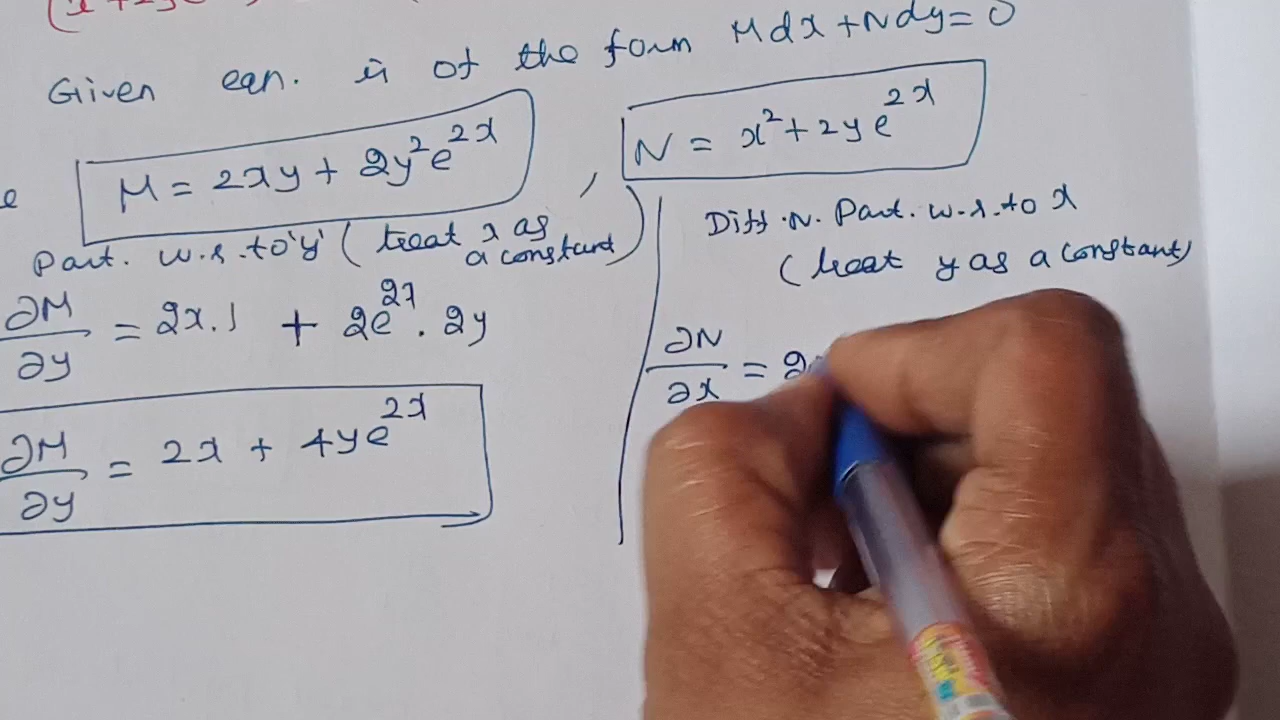 Given eqn. is of the form Mdx + Ndy = 0
M = 2xy + 2y²e^2x , N = x² + 2ye^2x
Part. w.r.to 'y' (treat x as a constant)
∂M/∂y = 2x.1 + 2e^2x . 2y
∂M/∂y = 2x + 4ye^2x
Diff .N. Part. w.r.to x
(treat y as a constant)
∂N/∂x = 2